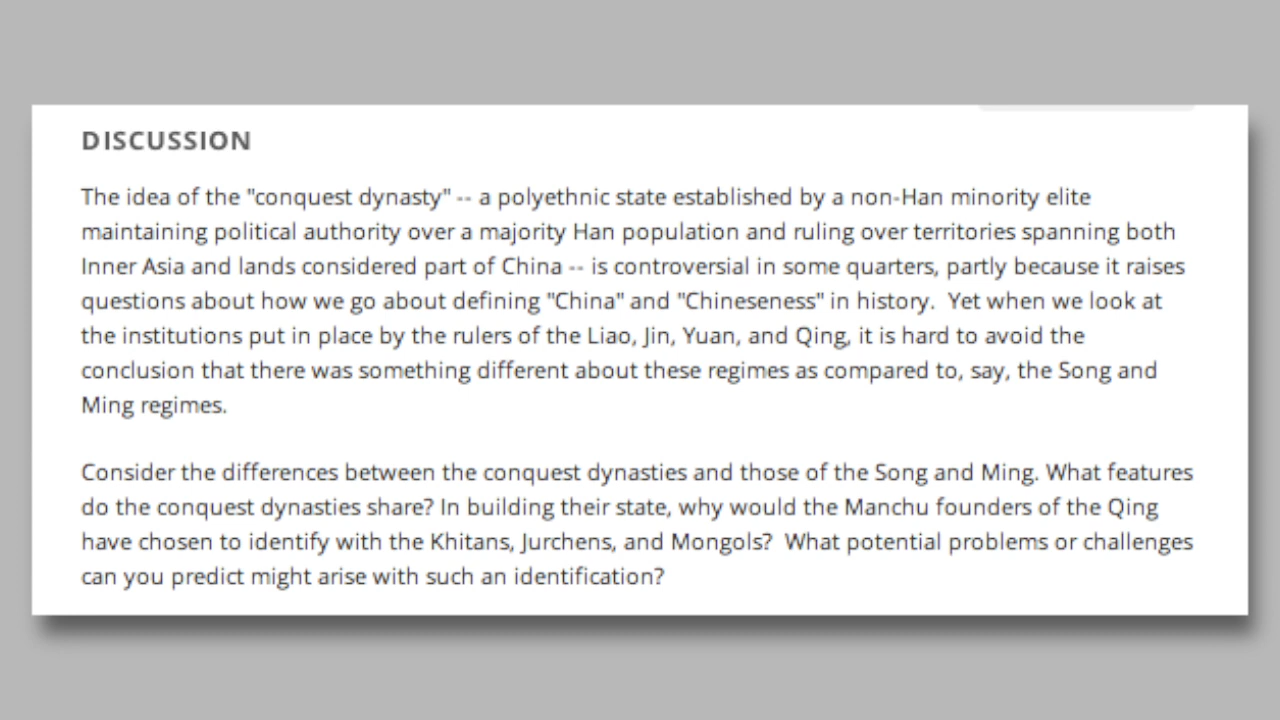 DISCUSSION
The idea of the "conquest dynasty" -- a polyethnic state established by a non-Han minority elite
maintaining political authority over a majority Han population and ruling over territories spanning both
Inner Asia and lands considered part of China -- is controversial in some quarters, partly because it raises
questions about how we go about defining "China" and "Chineseness" in history.  Yet when we look at
the institutions put in place by the rulers of the Liao, Jin, Yuan, and Qing, it is hard to avoid the
conclusion that there was something different about these regimes as compared to, say, the Song and
Ming regimes.
Consider the differences between the conquest dynasties and those of the Song and Ming. What features
do the conquest dynasties share? In building their state, why would the Manchu founders of the Qing
have chosen to identify with the Khitans, Jurchens, and Mongols?  What potential problems or challenges
can you predict might arise with such an identification?